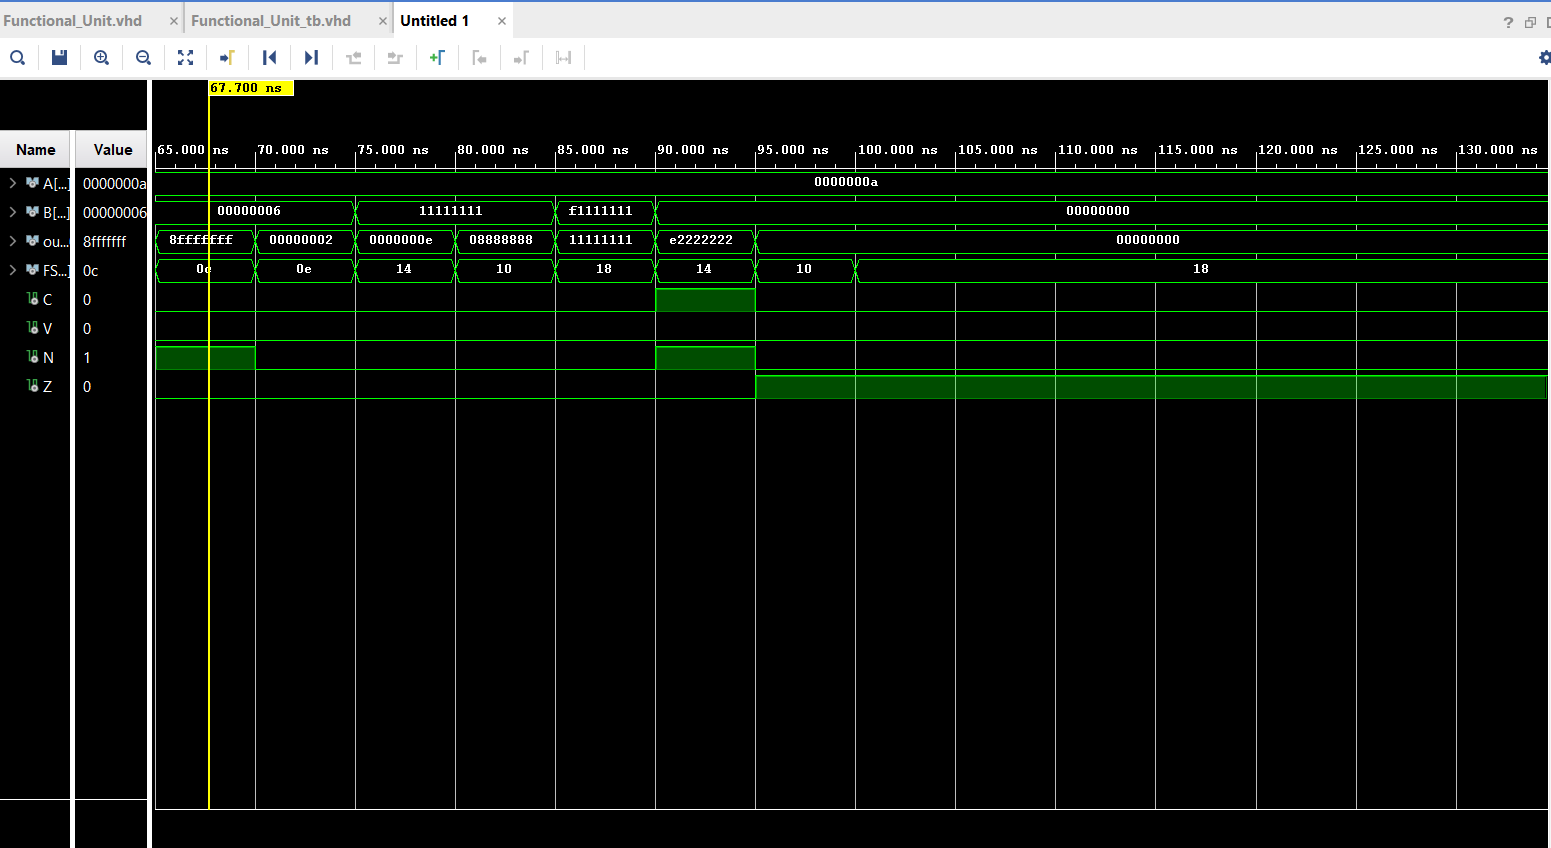 Functional_Unit.vhd × Functional_Unit_tb.vhd × Untitled 1 × ?
67.700 ns
Name Value 65.000 ns 70.000 ns 75.000 ns 80.000 ns 85.000 ns 90.000 ns 95.000 ns 100.000 ns 105.000 ns 110.000 ns 115.000 ns 120.000 ns 125.000 ns 130.000 ns
A[...] 0000000a 0000000a
B[...] 00000006 00000006 11111111 f1111111 00000000
ou... 8fffffff 8fffffff 00000002 0000000e 08888888 11111111 e2222222 00000000
FS...] 0c 0c 0e 14 10 18 14 10 18
C 0
V 0
N 1
Z 0